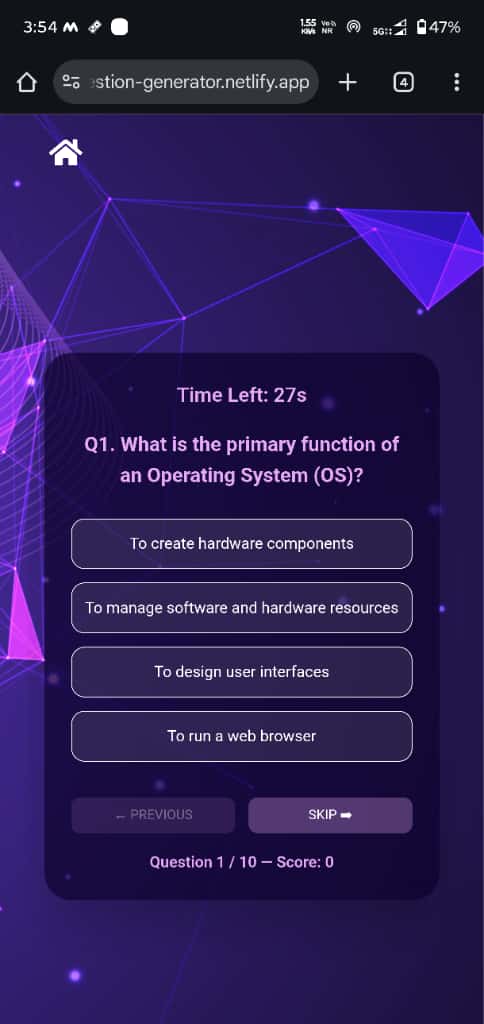 3:54
1.55 KB/s
Vo NR
5G
47%
stion-generator.netlify.app
4
Time Left: 27s
Q1. What is the primary function of
an Operating System (OS)?
To create hardware components
To manage software and hardware resources
To design user interfaces
To run a web browser
← PREVIOUS
SKIP ➡
Question 1 / 10 — Score: 0